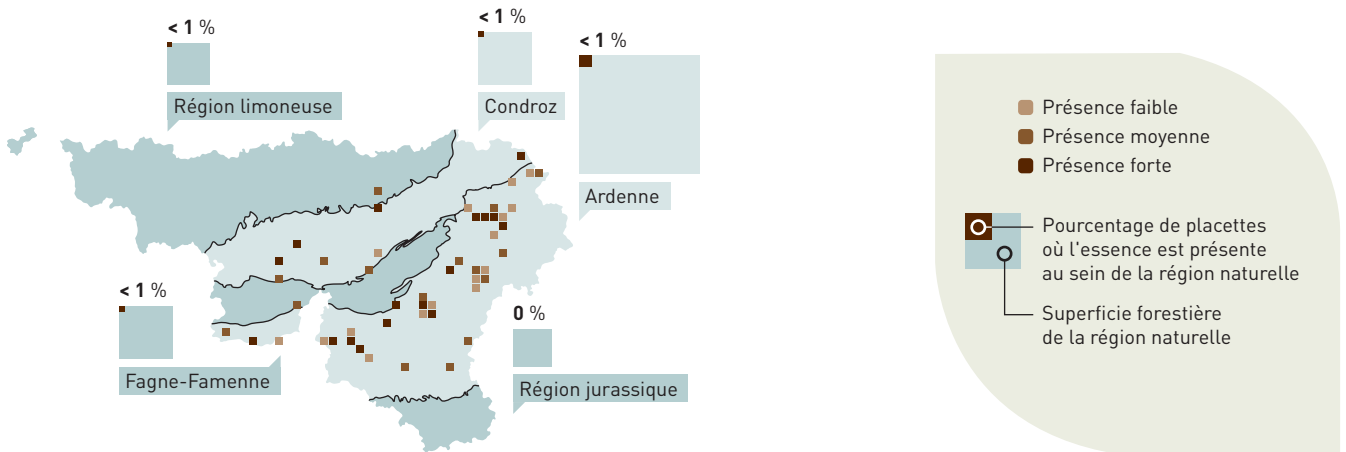 < 1 %
Région limoneuse
< 1 %
Condroz
< 1 %
Ardenne
< 1 %
Fagne-Famenne
0 %
Région jurassique
Présence faible
Présence moyenne
Présence forte
Pourcentage de placettes
où l'essence est présente
au sein de la région naturelle
Superficie forestière
de la région naturelle